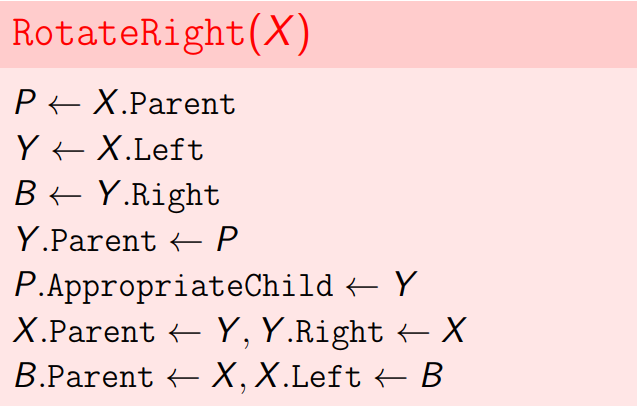 RotateRight(X)
P ← X.Parent
Y ← X.Left
B ← Y.Right
Y.Parent ← P
P.AppropriateChild ← Y
X.Parent ← Y, Y.Right ← X
B.Parent ← X, X.Left ← B